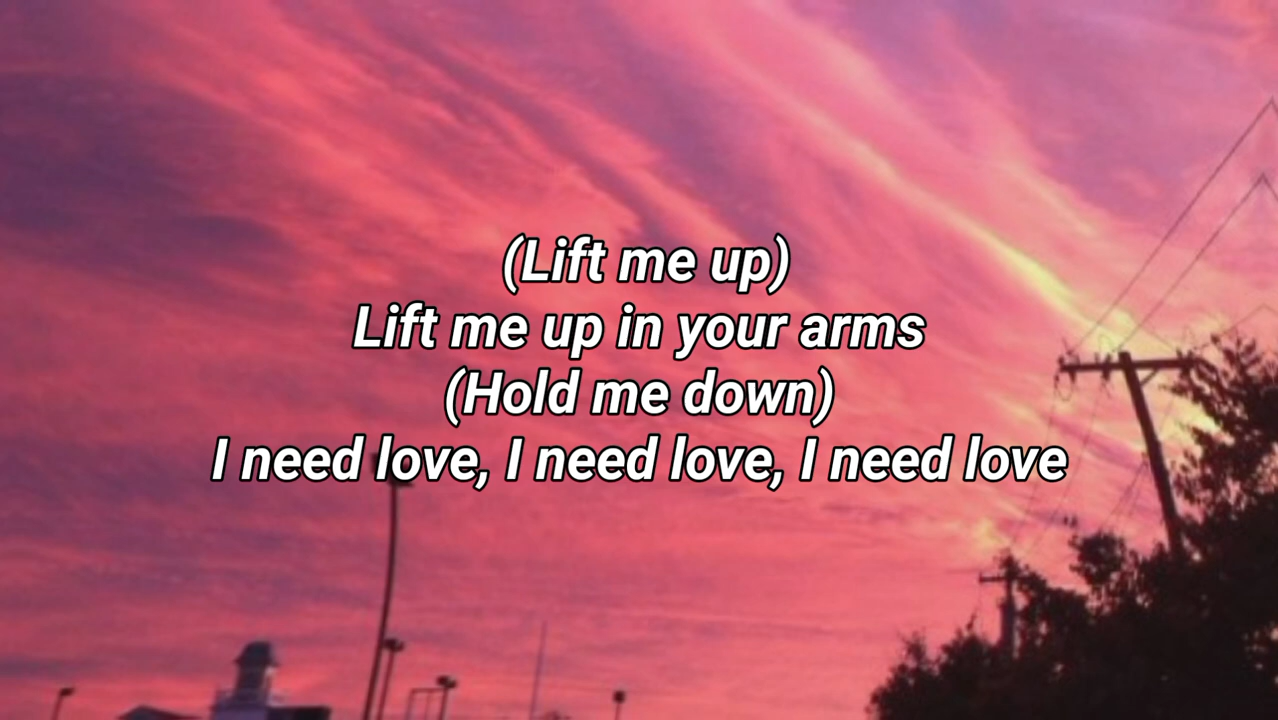 (Lift me up)
Lift me up in your arms
(Hold me down)
I need love, I need love, I need love